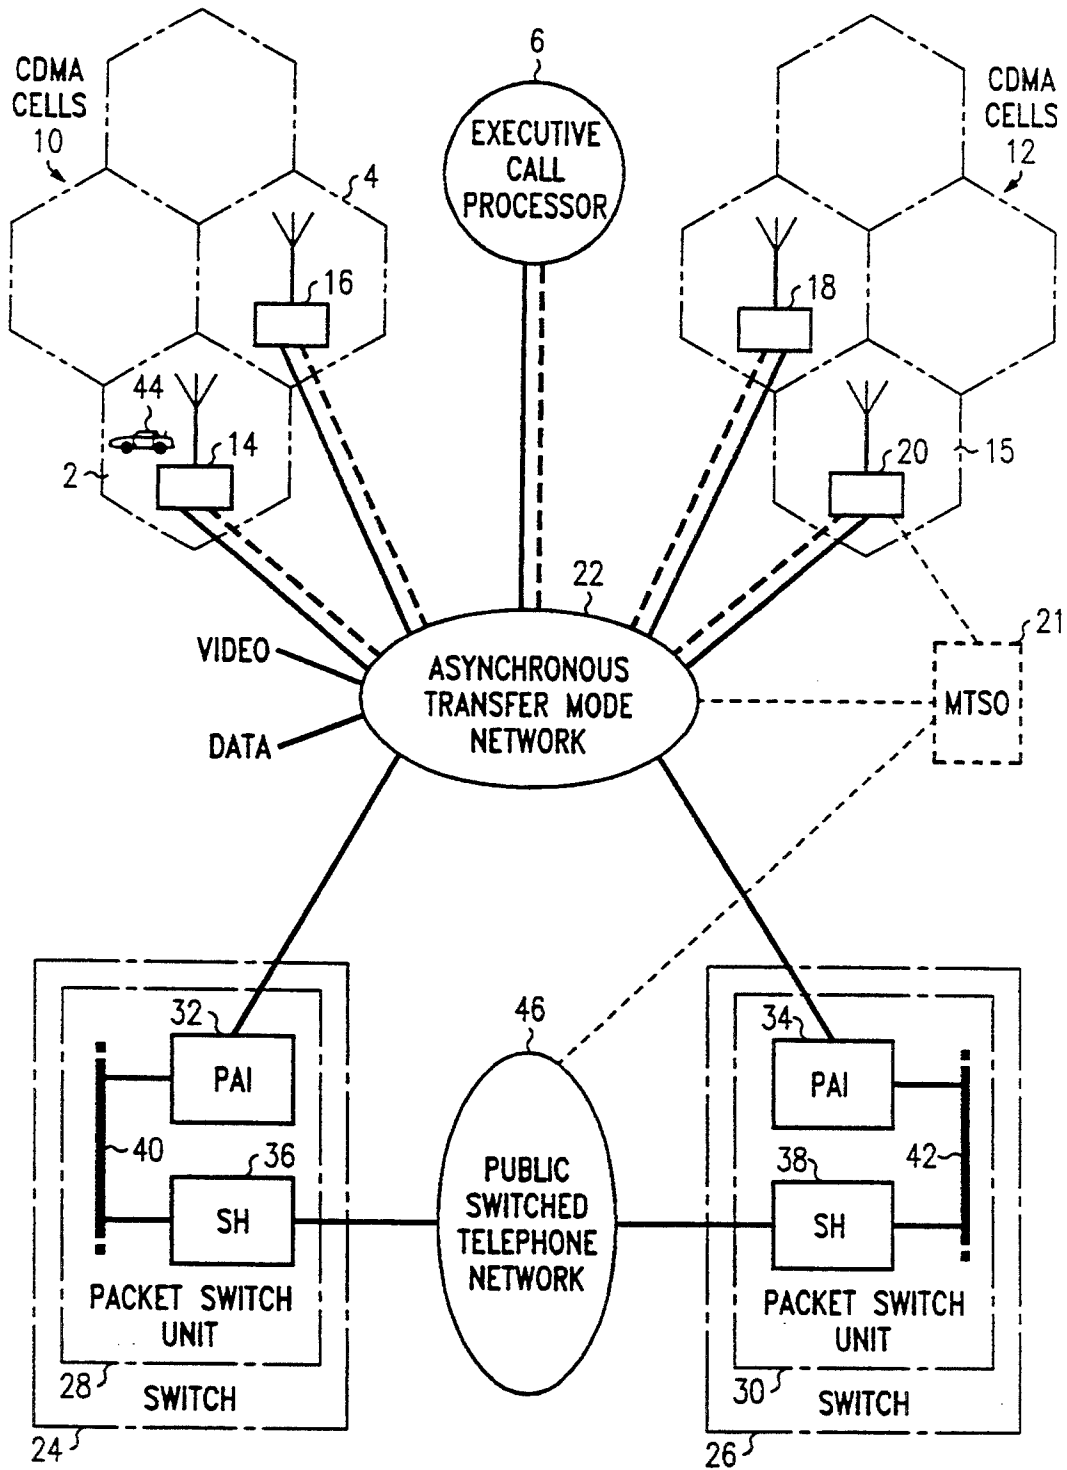 6
CDMA
CELLS
10
EXECUTIVE
CALL
PROCESSOR
CDMA
CELLS
12
4
16
18
44
14
2
20
15
22
21
VIDEO
DATA
ASYNCHRONOUS
TRANSFER MODE
NETWORK
MTSO
32
PAI
46
34
PAI
40
36
SH
PUBLIC
SWITCHED
TELEPHONE
NETWORK
38
SH
42
PACKET SWITCH
UNIT
PACKET SWITCH
UNIT
28
SWITCH
24
30
SWITCH
26